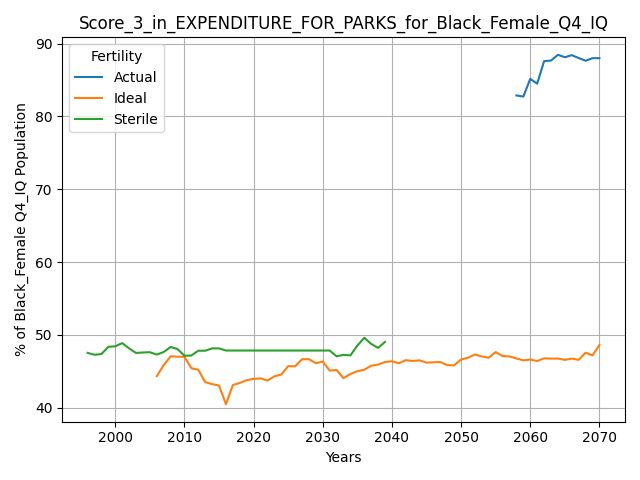 Score_3_in_EXPENDITURE_FOR_PARKS_for_Black_Female_Q4_IQ
Fertility
Actual
Ideal
Sterile
% of Black_Female Q4_IQ Population
90
80
70
60
50
40
2000
2010
2020
2030
2040
2050
2060
2070
Years